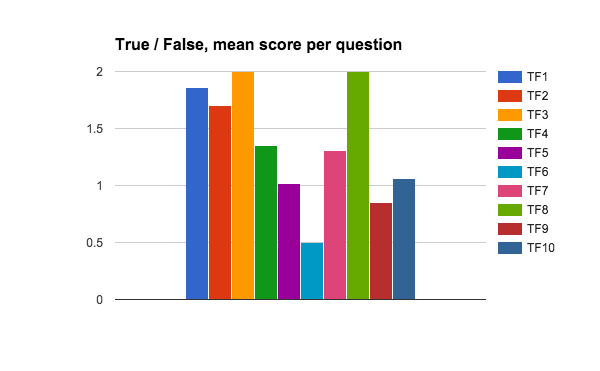 True / False, mean score per question
2
1.5
1
0.5
0
TF1
TF2
TF3
TF4
TF5
TF6
TF7
TF8
TF9
TF10